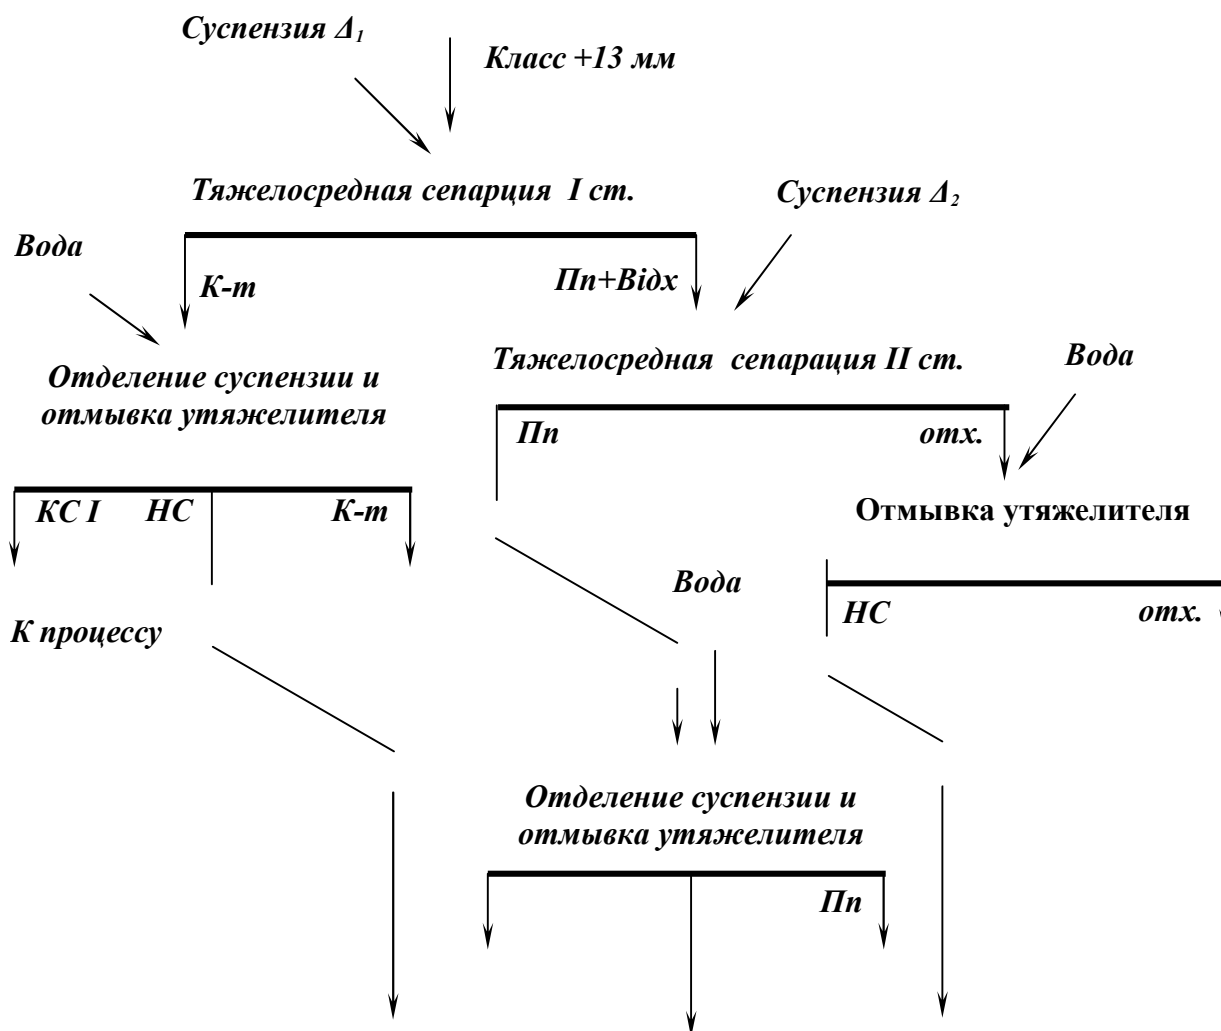 Суспензия Δ₁
Класс +13 мм
Тяжелосредная сепарция I ст.
Суспензия Δ₂
Вода
К-т
Пп+Відх
Тяжелосредная сепарация II ст.
Вода
Отделение суспензии и
отмывка утяжелителя
Пп
отх.
КС I
НС
К-т
Отмывка утяжелителя
Вода
НС
отх.
К процессу
Отделение суспензии и
отмывка утяжелителя
Пп